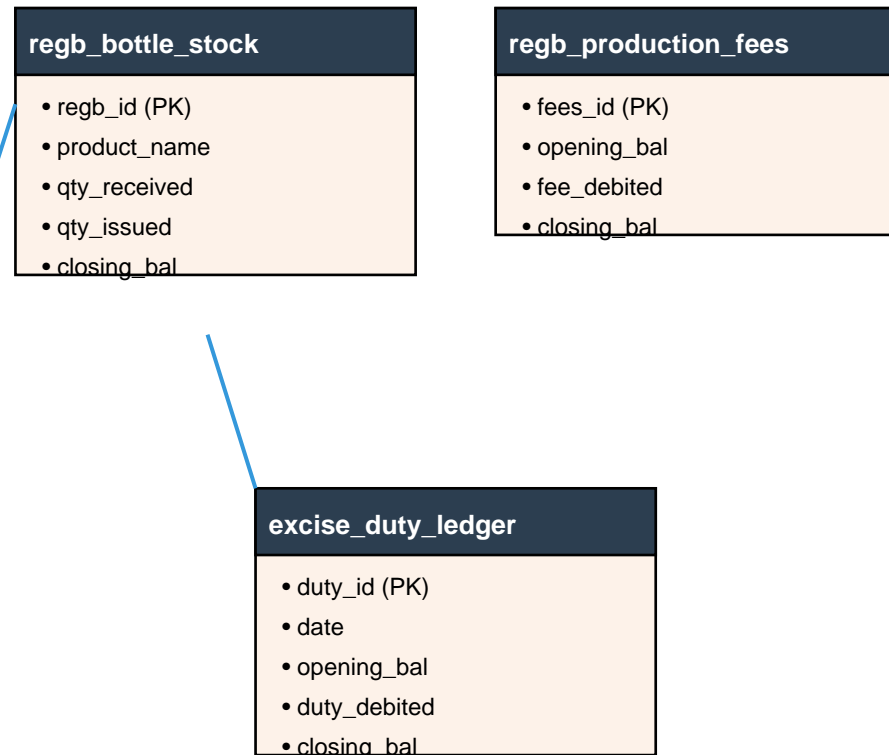 regb_bottle_stock
• regb_id (PK)
• product_name
• qty_received
• qty_issued
• closing_bal
regb_production_fees
• fees_id (PK)
• opening_bal
• fee_debited
• closing_bal
excise_duty_ledger
• duty_id (PK)
• date
• opening_bal
• duty_debited
• closing_bal